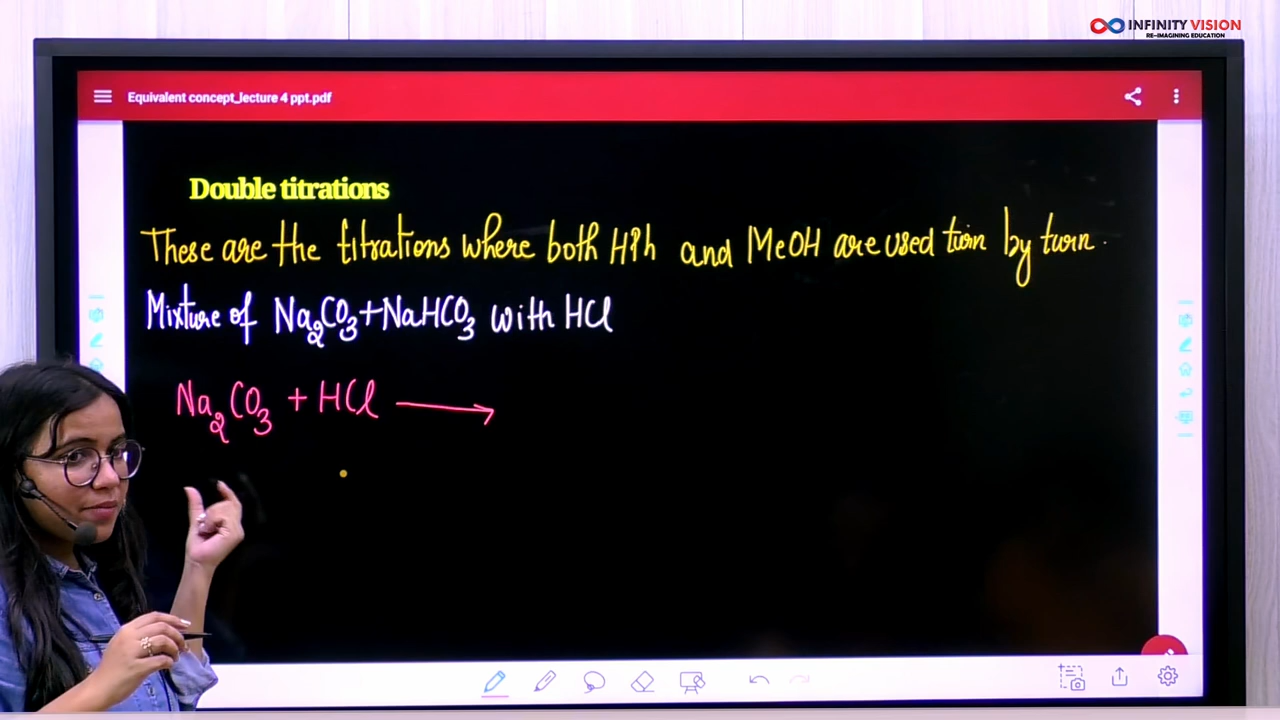 INFINITY VISION
RE-IMAGINING EDUCATION
Equivalent concept_lecture 4 ppt.pdf
Double titrations
These are the titrations where both HPh and MeOH are used turn by turn.
Mixture of Na₂CO₃+NaHCO₃ with HCl
Na₂CO₃ + HCl ⟶